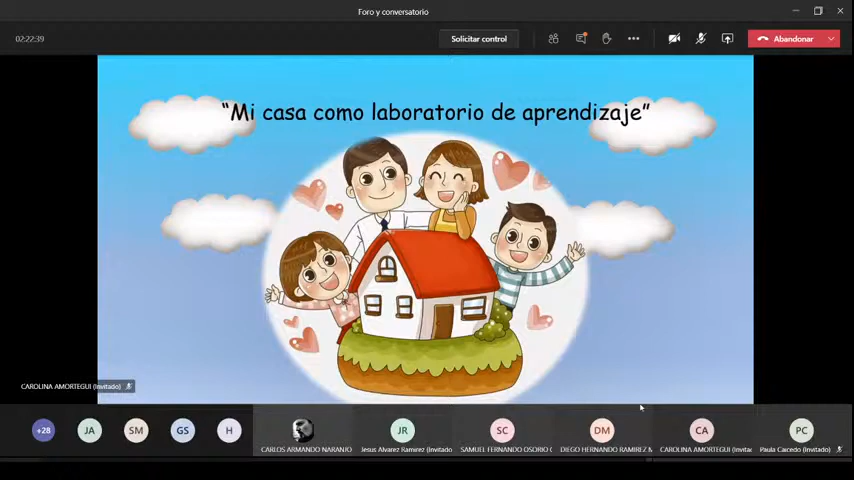 Foro y conversatorio
02:22:39
Solicitar control
Abandonar
“Mi casa como laboratorio de aprendizaje”
CAROLINA AMORTEGUI (Invitado)
+28
JA
SM
GS
H
JR
SC
DM
CA
PC
CARLOS ARMANDO NARANJO
Jesus Alvarez Ramirez (Invitado
SAMUEL FERNANDO OSORIO
DIEGO HERNANDO RAMIREZ M
CAROLINA AMORTEGUI (Invitac
Paula Caicedo (Invitado)